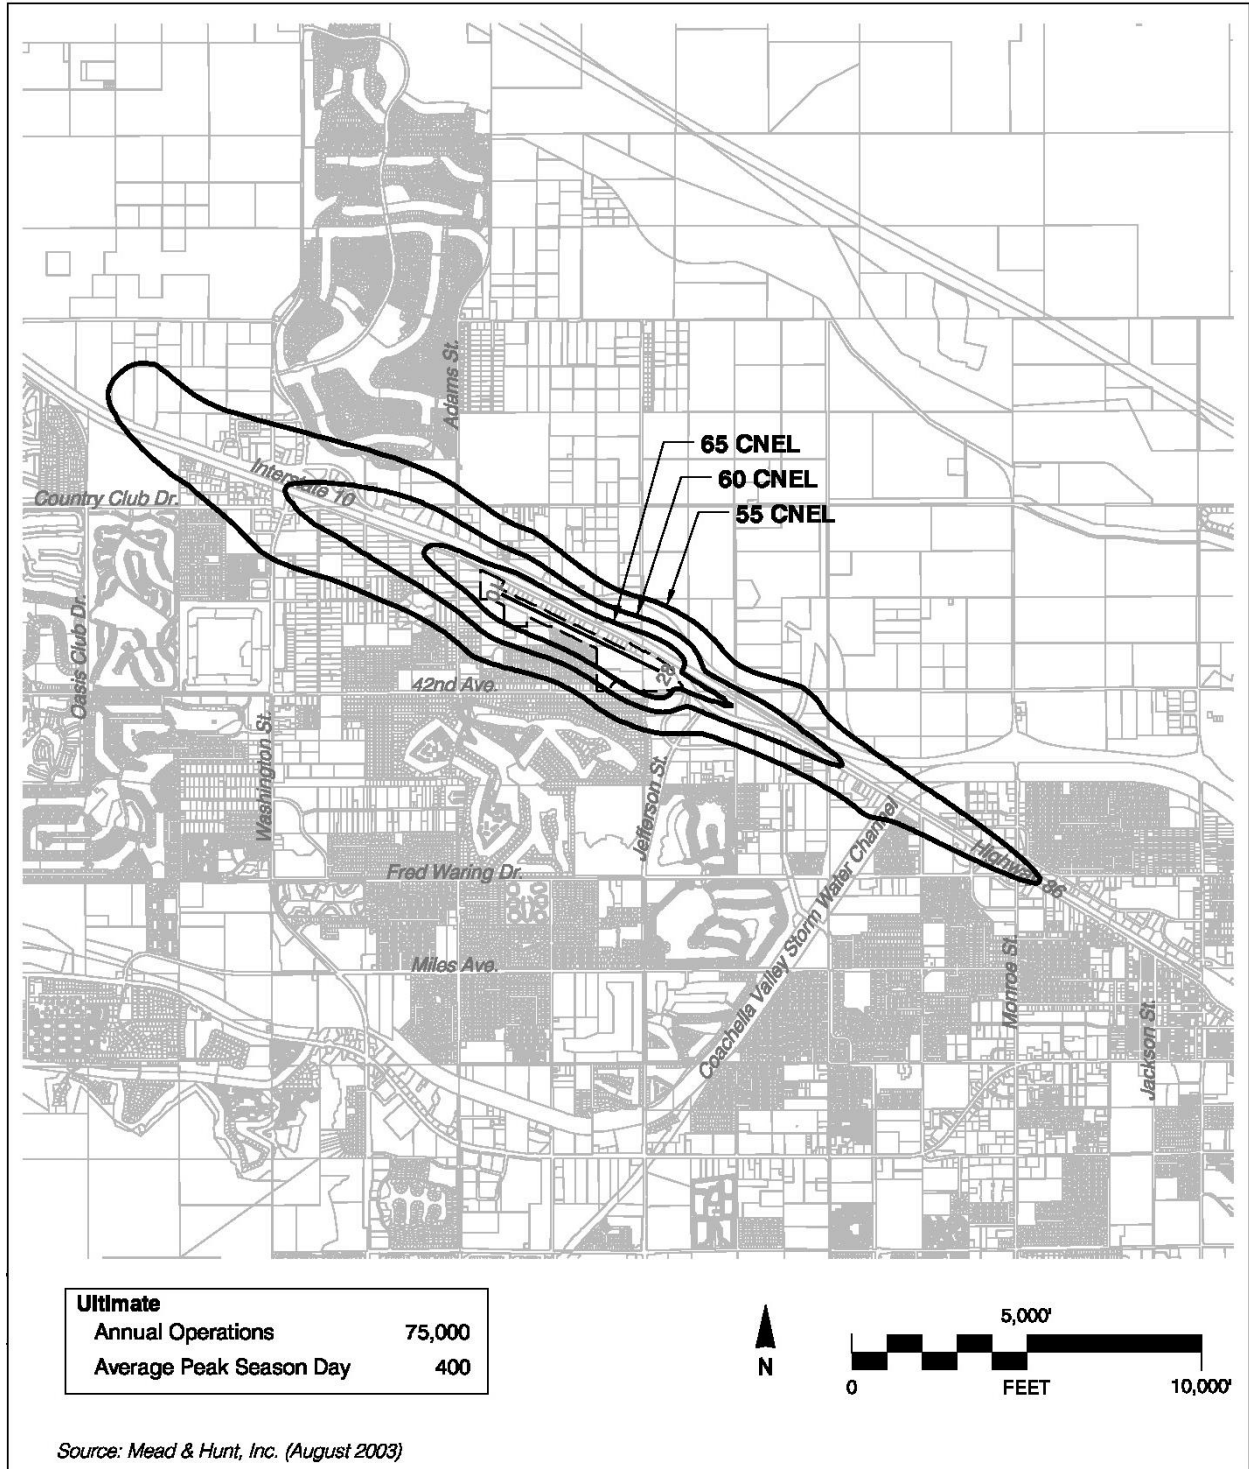 Adams St.
65 CNEL
Interstate 10
60 CNEL
Country Club Dr.
55 CNEL
Oasis Club Dr.
28
42nd Ave.
Washington St.
Jefferson St.
Coachella Valley Storm Water Channel
Highway 86
Fred Waring Dr.
Miles Ave.
Monroe St.
Jackson St.
Ultimate
Annual Operations 75,000
Average Peak Season Day 400
N
5,000'
0 FEET 10,000'
Source: Mead & Hunt, Inc. (August 2003)